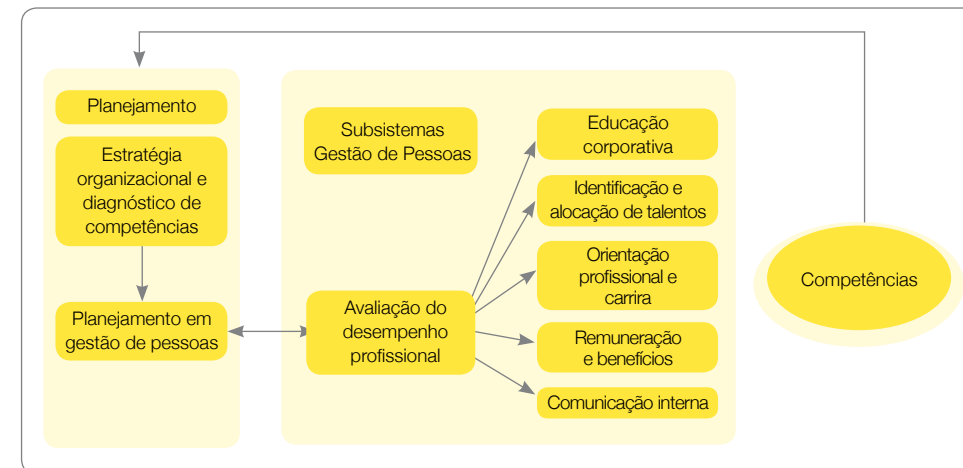 Planejamento
Estratégia
organizacional e
diagnóstico de
competências
Planejamento em
gestão de pessoas
Subsistemas
Gestão de Pessoas
Avaliação do
desempenho
profissional
Educação
corporativa
Identificação e
alocação de talentos
Orientação
profissional e
carrira
Remuneração
e benefícios
Comunicação interna
Competências